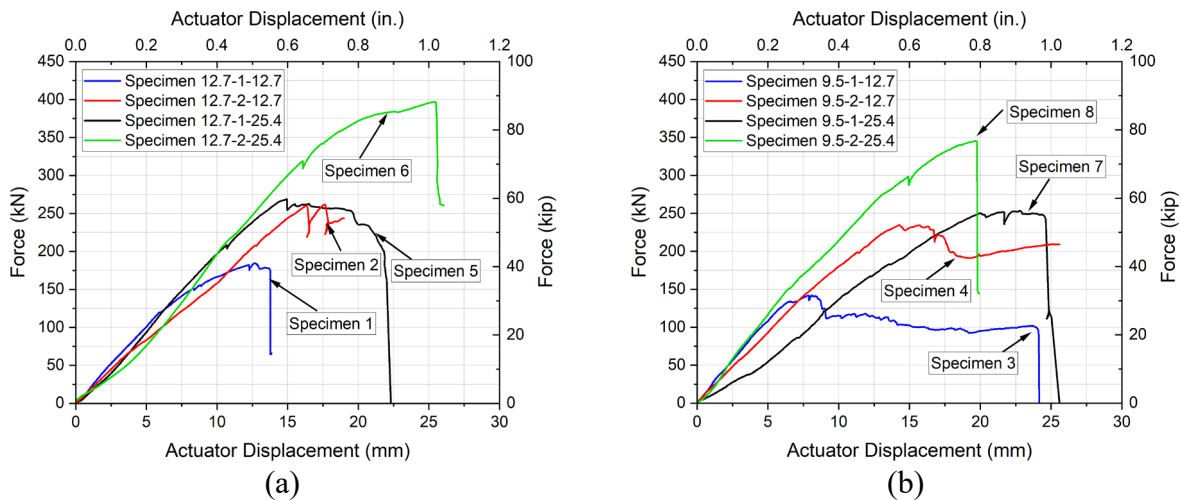 Actuator Displacement (in.)
0.0 0.2 0.4 0.6 0.8 1.0 1.2
450
400
350
300
250
200
150
100
50
0
Force (kN)
Specimen 12.7-1-12.7
Specimen 12.7-2-12.7
Specimen 12.7-1-25.4
Specimen 12.7-2-25.4
Specimen 6
Specimen 2
Specimen 5
Specimen 1
100
80
60
40
20
0
Force (kip)
0 5 10 15 20 25 30
Actuator Displacement (mm)
(a)
Actuator Displacement (in.)
0.0 0.2 0.4 0.6 0.8 1.0 1.2
450
400
350
300
250
200
150
100
50
0
Force (kN)
Specimen 9.5-1-12.7
Specimen 9.5-2-12.7
Specimen 9.5-1-25.4
Specimen 9.5-2-25.4
Specimen 8
Specimen 7
Specimen 4
Specimen 3
100
80
60
40
20
0
Force (kip)
0 5 10 15 20 25 30
Actuator Displacement (mm)
(b)